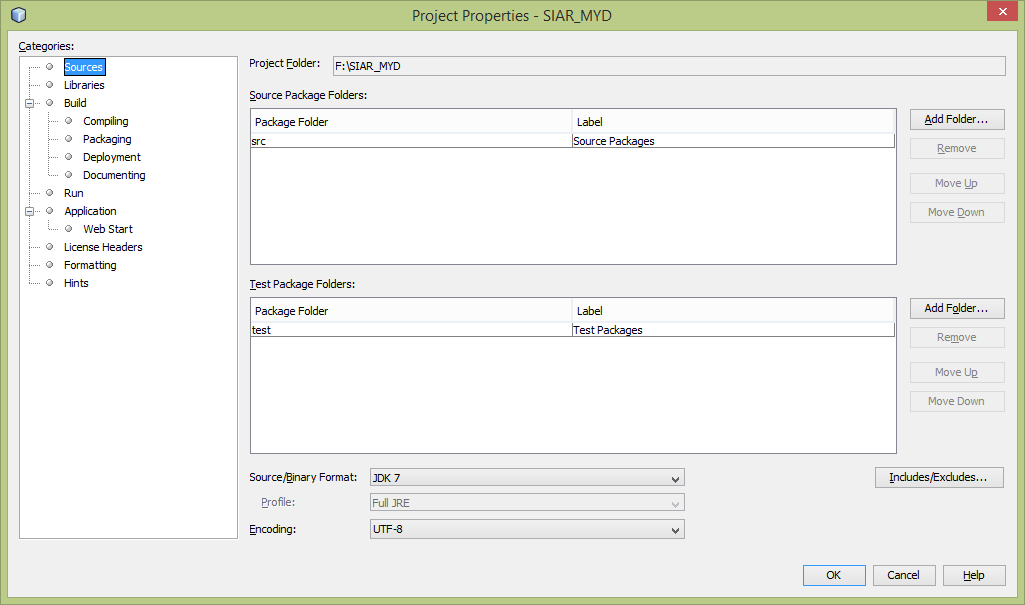 Project Properties - SIAR_MYD
Categories:
Sources
Libraries
Build
Compiling
Packaging
Deployment
Documenting
Run
Application
Web Start
License Headers
Formatting
Hints
Project Folder: F:\SIAR_MYD
Source Package Folders:
Package Folder Label
src Source Packages
Add Folder...
Remove
Move Up
Move Down
Test Package Folders:
Package Folder Label
test Test Packages
Add Folder...
Remove
Move Up
Move Down
Source/Binary Format: JDK 7
Includes/Excludes...
Profile: Full JRE
Encoding: UTF-8
OK Cancel Help